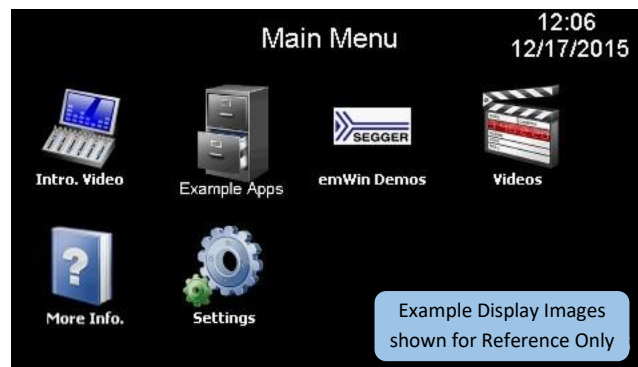 Main Menu
12:06
12/17/2015
SEGGER
Intro. Video
Example Apps
emWin Demos
Videos
?
More Info.
Settings
Example Display Images
shown for Reference Only